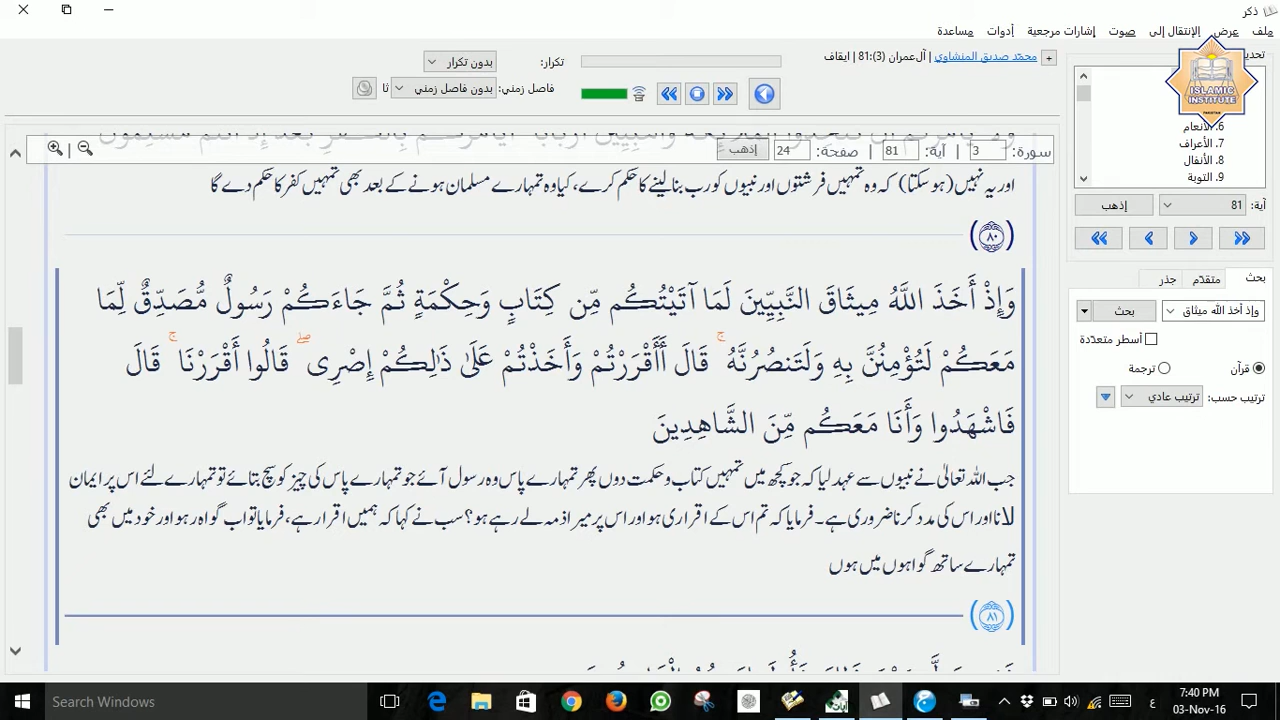 ذكر
ملف عرض الإنتقال إلى صوت إشارات مرجعية أدوات مساعدة
ISLAMIC INSTITUTE
محمّد صديق المنشاوي | آل‌عمران (3):81 | ايقاف
تكرار: بدون تكرار
فاصل زمني: بدون فاصل زمني
6. الأنعام
7. الأعراف
8. الأنفال
9. التوبة
آية: 81 إذهب
بحث متقدّم جذر
وإذ أخذ الله ميثاق بحث
أسطر متعدّدة
قرآن ترجمة
ترتيب حسب: ترتيب عادي
سورة: 3 آية: 81 | صفحة: 24 | إذهب
اور یہ نہیں (ہو سکتا) کہ وه تمہیں فرشتوں اور نبیوں کو رب بنا لینے کا حکم کرے، کیا وه تمہارے مسلمان ہونے کے بعد بھی تمہیں کفر کا حکم دے گا
(٨٠)
وَإِذْ أَخَذَ اللَّهُ مِيثَاقَ النَّبِيِّينَ لَمَا آتَيْتُكُم مِّن كِتَابٍ وَحِكْمَةٍ ثُمَّ جَاءَكُمْ رَسُولٌ مُّصَدِّقٌ لِّمَا
مَعَكُمْ لَتُؤْمِنُنَّ بِهِ وَلَتَنصُرُنَّهُ ۚ قَالَ أَأَقْرَرْتُمْ وَأَخَذْتُمْ عَلَىٰ ذَٰلِكُمْ إِصْرِي ۖ قَالُوا أَقْرَرْنَا ۚ قَالَ
فَاشْهَدُوا وَأَنَا مَعَكُم مِّنَ الشَّاهِدِينَ
جب اللہ تعالیٰ نے نبیوں سے عہد لیا کہ جو کچھ میں تمہیں کتاب وحکمت دوں پھر تمہارے پاس وه رسول آئے جو تمہارے پاس کی چیز کو سچ بتائے تو تمہارے لئے اس پر ایمان
لانا اور اس کی مدد کرنا ضروری ہے۔ فرمایا کہ تم اس کے اقراری ہو اور اس پر میرا ذمہ لے رہے ہو؟ سب نے کہا کہ ہمیں اقرار ہے، فرمایا تو اب گواه رہو اور خود میں بھی
تمہارے ساتھ گواہوں میں ہوں
(٨١)
Search Windows
ع
7:40 PM
03-Nov-16